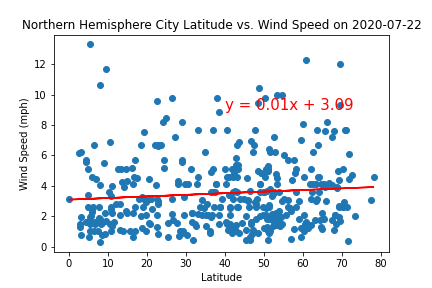 Northern Hemisphere City Latitude vs. Wind Speed on 2020-07-22
Wind Speed (mph)
12
10
8
6
4
2
0
y = 0.01x + 3.09
0 10 20 30 40 50 60 70 80
Latitude